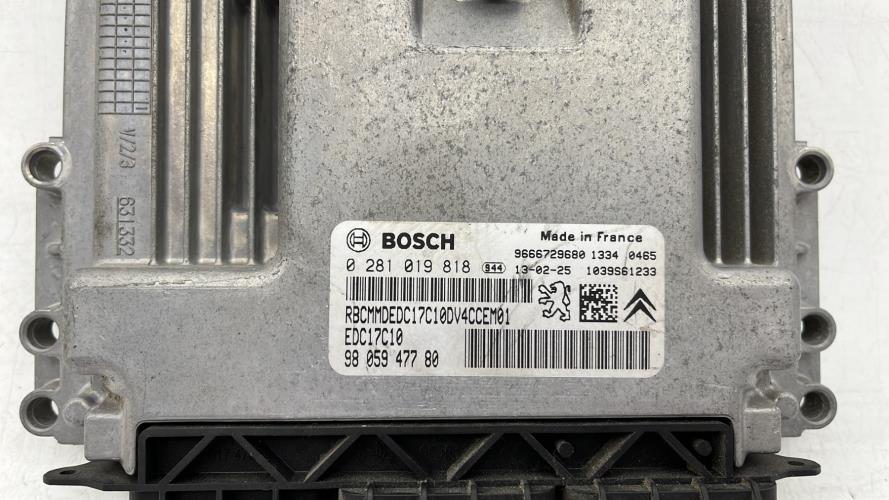 V/2/3 631332
BOSCH
Made in France
9666729680 1334 0465
0 281 019 818 944 13-02-25 1039S61233
RBCMMDEDC17C10DV4CCEM01
EDC17C10
98 059 477 80